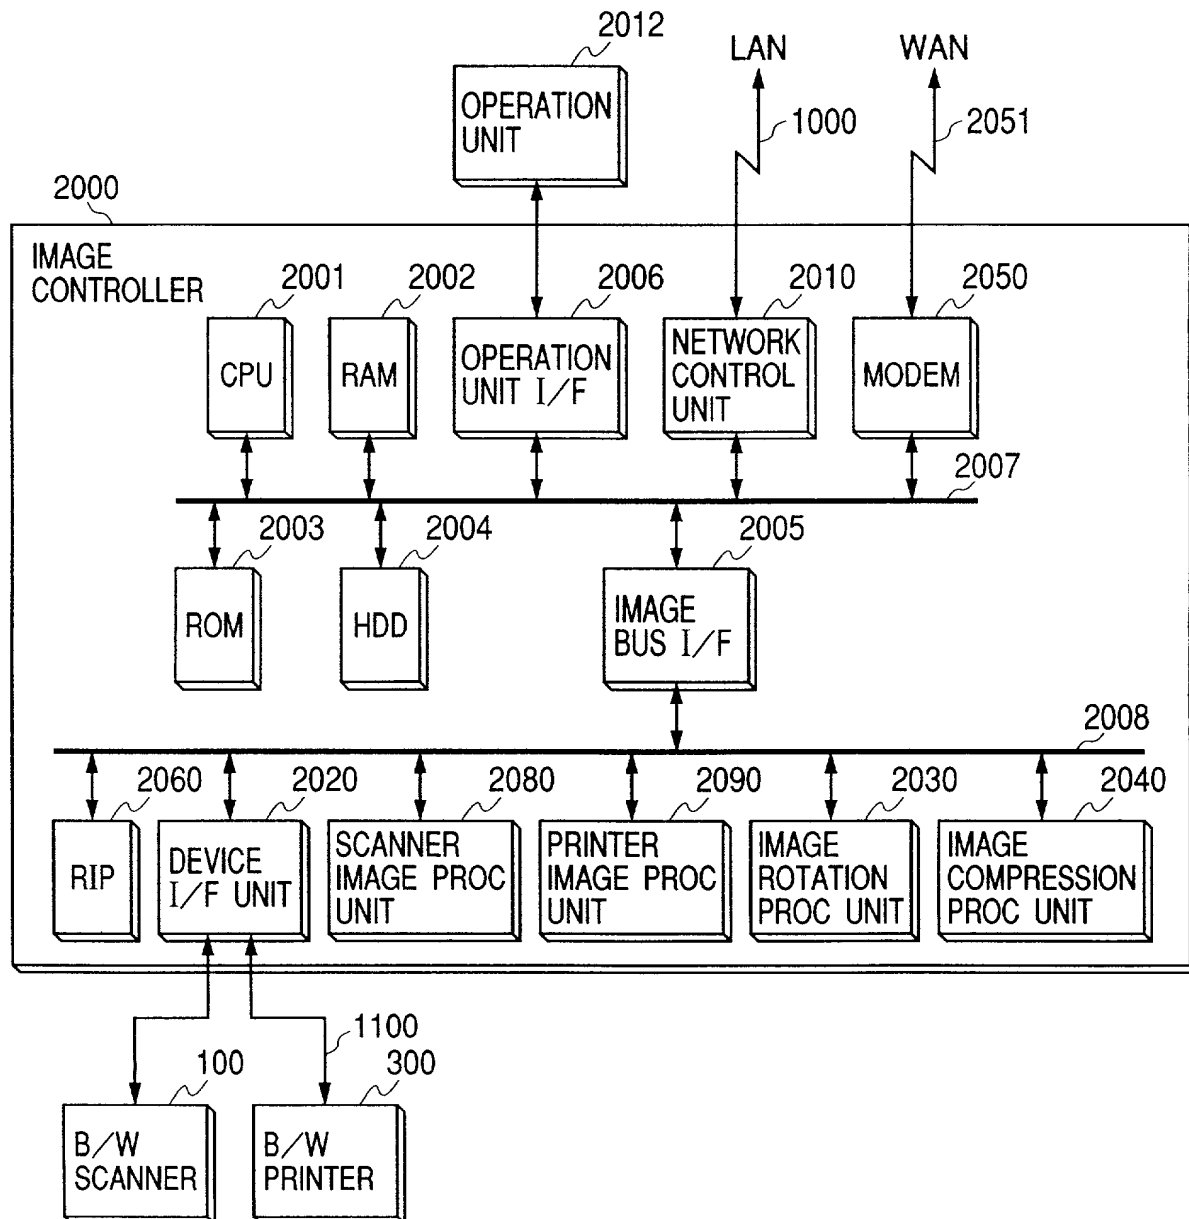 2012
LAN
WAN
OPERATION
UNIT
1000
2051
2000
IMAGE
CONTROLLER
2001
2002
2006
2010
2050
CPU
RAM
OPERATION
UNIT I/F
NETWORK
CONTROL
UNIT
MODEM
2007
2003
2004
2005
ROM
HDD
IMAGE
BUS I/F
2008
2060
2020
2080
2090
2030
2040
RIP
DEVICE
I/F UNIT
SCANNER
IMAGE PROC
UNIT
PRINTER
IMAGE PROC
UNIT
IMAGE
ROTATION
PROC UNIT
IMAGE
COMPRESSION
PROC UNIT
1100
100
300
B/W
SCANNER
B/W
PRINTER